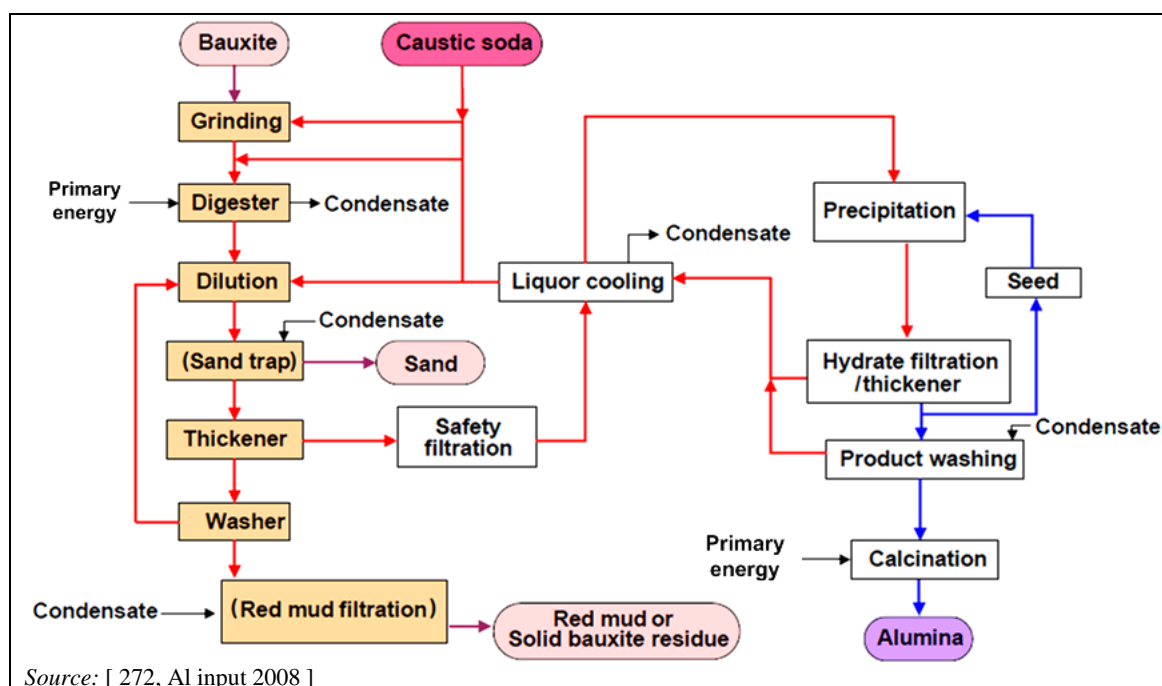 Bauxite
Caustic soda
Grinding
Primary
energy
Digester
Condensate
Precipitation
Condensate
Dilution
Liquor cooling
Seed
Condensate
(Sand trap)
Sand
Hydrate filtration
/thickener
Thickener
Safety
filtration
Condensate
Product washing
Washer
Primary
energy
Calcination
Condensate
(Red mud filtration)
Red mud or
Solid bauxite residue
Alumina
Source: [ 272, Al input 2008 ]